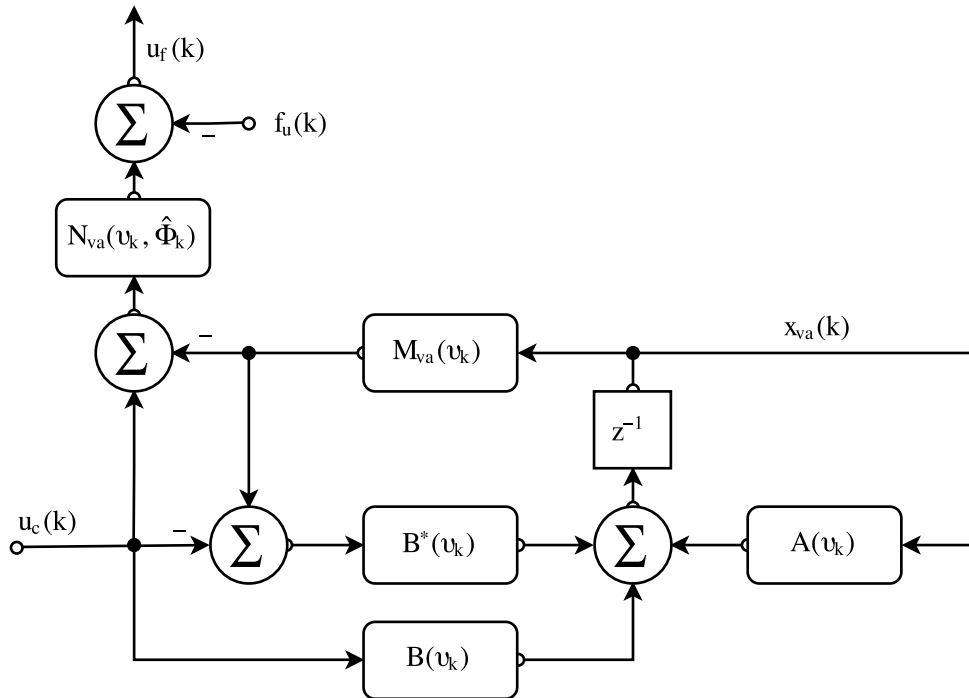 u_f(k)
Σ
–
f_u(k)
N_va(υ_k, Φ̂_k)
Σ
–
M_va(υ_k)
x_va(k)
z⁻¹
u_c(k)
–
Σ
B*(υ_k)
Σ
A(υ_k)
B(υ_k)